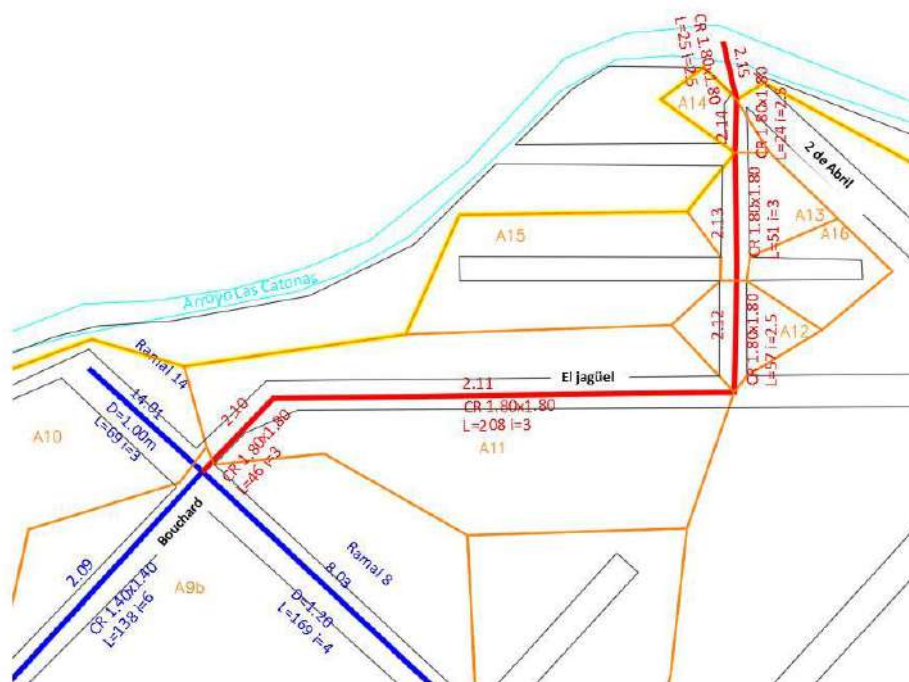 CR 1.80x1.80
L=25 i=2.5
2.15
A14
2.14
CR 1.80x1.80
L=24 i=2.5
2 de Abril
2.13
CR 1.80x1.80
L=51 i=3
A13
A16
A15
Arroyo Las Catonas
2.12
CR 1.80x1.80
L=57 i=2.5
A12
Ramal 14
14.01
D=1.00m
L=69 i=3
2.10
CR 1.80x1.80
L=46 i=3
2.11
El jagüel
CR 1.80x1.80
L=208 i=3
A10
A11
Bouchard
2.09
CR 1.40x1.40
L=138 i=6
A9b
Ramal 8
8.03
D=1.20
L=169 i=4